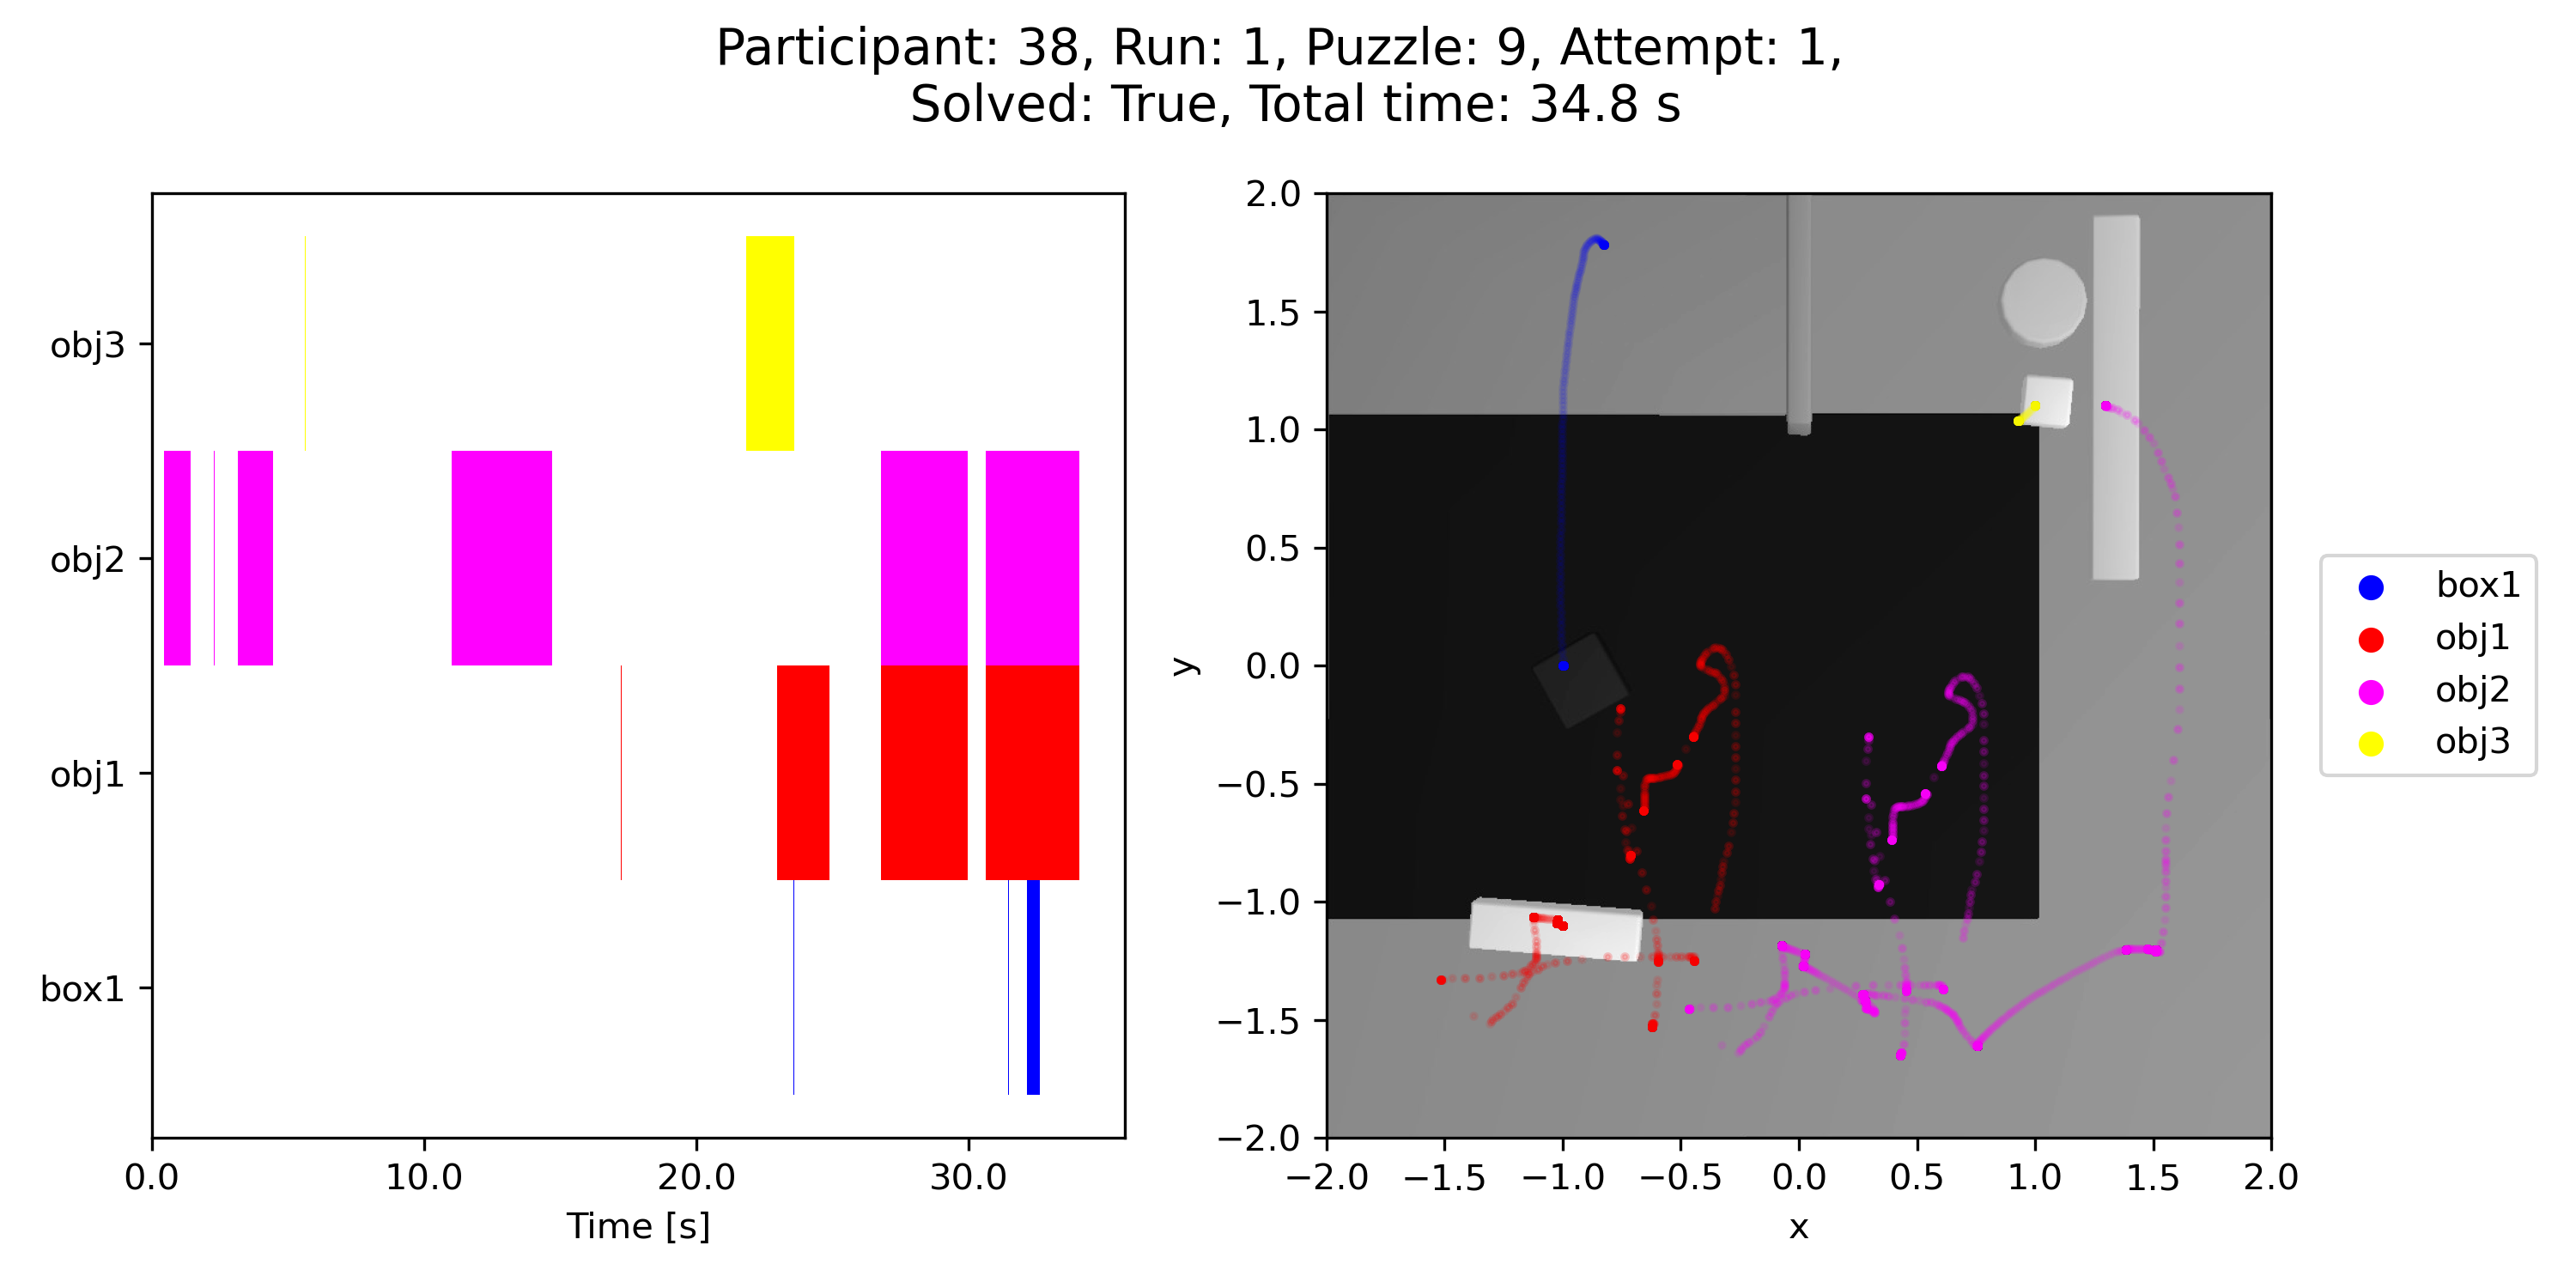 Participant: 38, Run: 1, Puzzle: 9, Attempt: 1,
Solved: True, Total time: 34.8 s
obj3
obj2
obj1
box1
0.0
10.0
20.0
30.0
Time [s]
2.0
1.5
1.0
0.5
0.0
−0.5
−1.0
−1.5
−2.0
y
−2.0
−1.5
−1.0
−0.5
0.0
0.5
1.0
1.5
2.0
x
box1
obj1
obj2
obj3